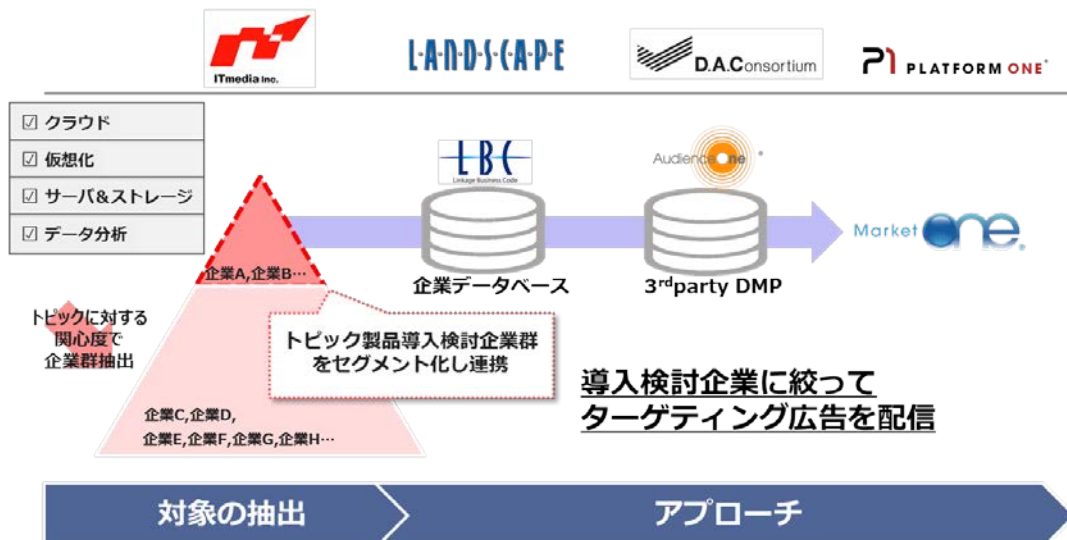 ITmedia Inc.
L·A·N·D·S·C·A·P·E
D.A.Consortium
P1 PLATFORM ONE®
☑ クラウド
☑ 仮想化
☑ サーバ&ストレージ
☑ データ分析
LBC
Linkage Business Code
AudienceOne®
Market one®
企業A,企業B…
企業データベース
3rdparty DMP
トピックに対する
関心度で
企業群抽出
トピック製品導入検討企業群
をセグメント化し連携
導入検討企業に絞って
ターゲティング広告を配信
企業C,企業D,
企業E,企業F,企業G,企業H…
対象の抽出
アプローチ